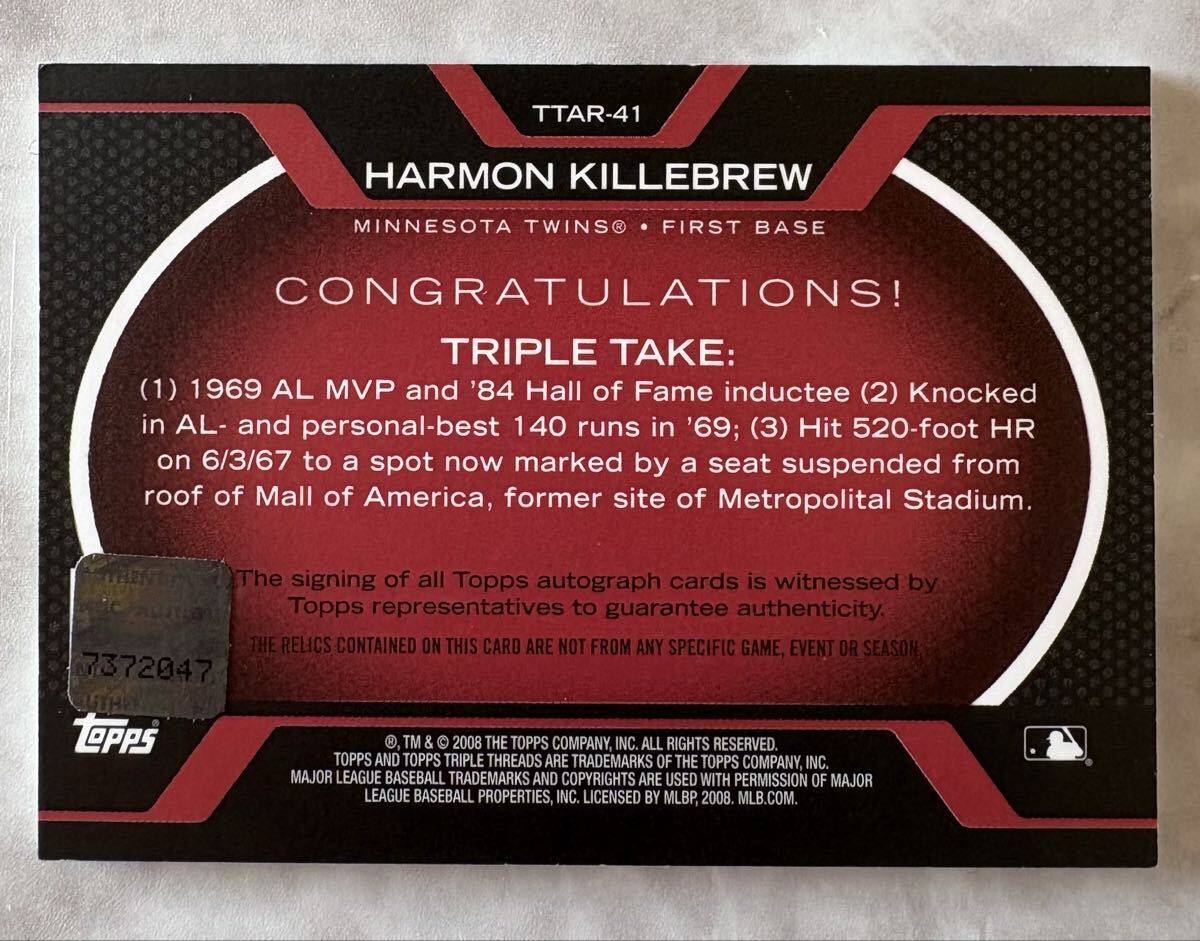 TTAR-41
HARMON KILLEBREW
MINNESOTA TWINS® • FIRST BASE
CONGRATULATIONS!
TRIPLE TAKE:
(1) 1969 AL MVP and ’84 Hall of Fame inductee (2) Knocked
in AL- and personal-best 140 runs in ’69; (3) Hit 520-foot HR
on 6/3/67 to a spot now marked by a seat suspended from
roof of Mall of America, former site of Metropolital Stadium.
The signing of all Topps autograph cards is witnessed by
Topps representatives to guarantee authenticity.
THE RELICS CONTAINED ON THIS CARD ARE NOT FROM ANY SPECIFIC GAME, EVENT OR SEASON.
7372047
topps®
®, TM & © 2008 THE TOPPS COMPANY, INC. ALL RIGHTS RESERVED.
TOPPS AND TOPPS TRIPLE THREADS ARE TRADEMARKS OF THE TOPPS COMPANY, INC.
MAJOR LEAGUE BASEBALL TRADEMARKS AND COPYRIGHTS ARE USED WITH PERMISSION OF MAJOR
LEAGUE BASEBALL PROPERTIES, INC. LICENSED BY MLBP, 2008. MLB.COM.